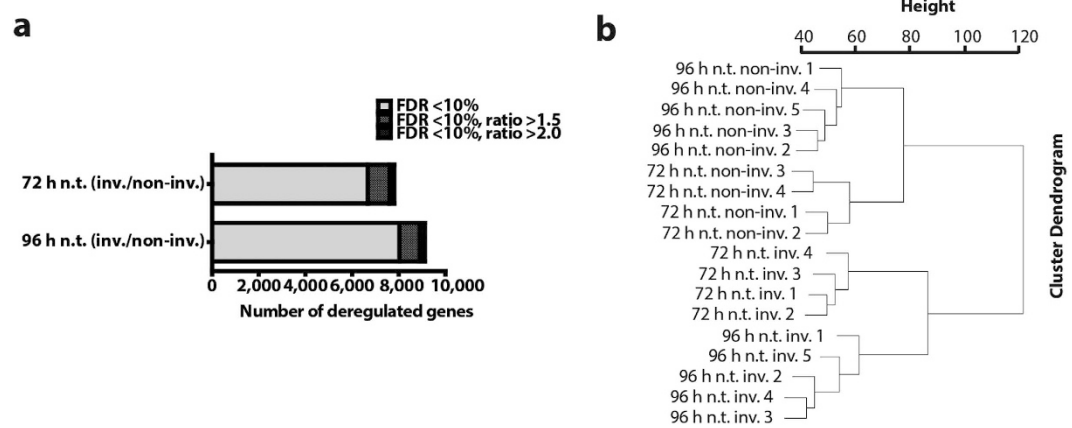 a
FDR <10%
FDR <10%, ratio >1.5
FDR <10%, ratio >2.0
72 h n.t. (inv./non-inv.)
96 h n.t. (inv./non-inv.)
0 2,000 4,000 6,000 8,000 10,000
Number of deregulated genes
b
Height
40 60 80 100 120
96 h n.t. non-inv. 1
96 h n.t. non-inv. 4
96 h n.t. non-inv. 5
96 h n.t. non-inv. 3
96 h n.t. non-inv. 2
72 h n.t. non-inv. 3
72 h n.t. non-inv. 4
72 h n.t. non-inv. 1
72 h n.t. non-inv. 2
72 h n.t. inv. 4
72 h n.t. inv. 3
72 h n.t. inv. 1
72 h n.t. inv. 2
96 h n.t. inv. 1
96 h n.t. inv. 5
96 h n.t. inv. 2
96 h n.t. inv. 4
96 h n.t. inv. 3
Cluster Dendrogram